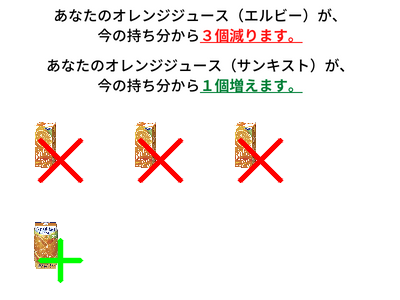 あなたのオレンジジュース（エルビー）が、
今の持ち分から３個減ります。
あなたのオレンジジュース（サンキスト）が、
今の持ち分から１個増えます。